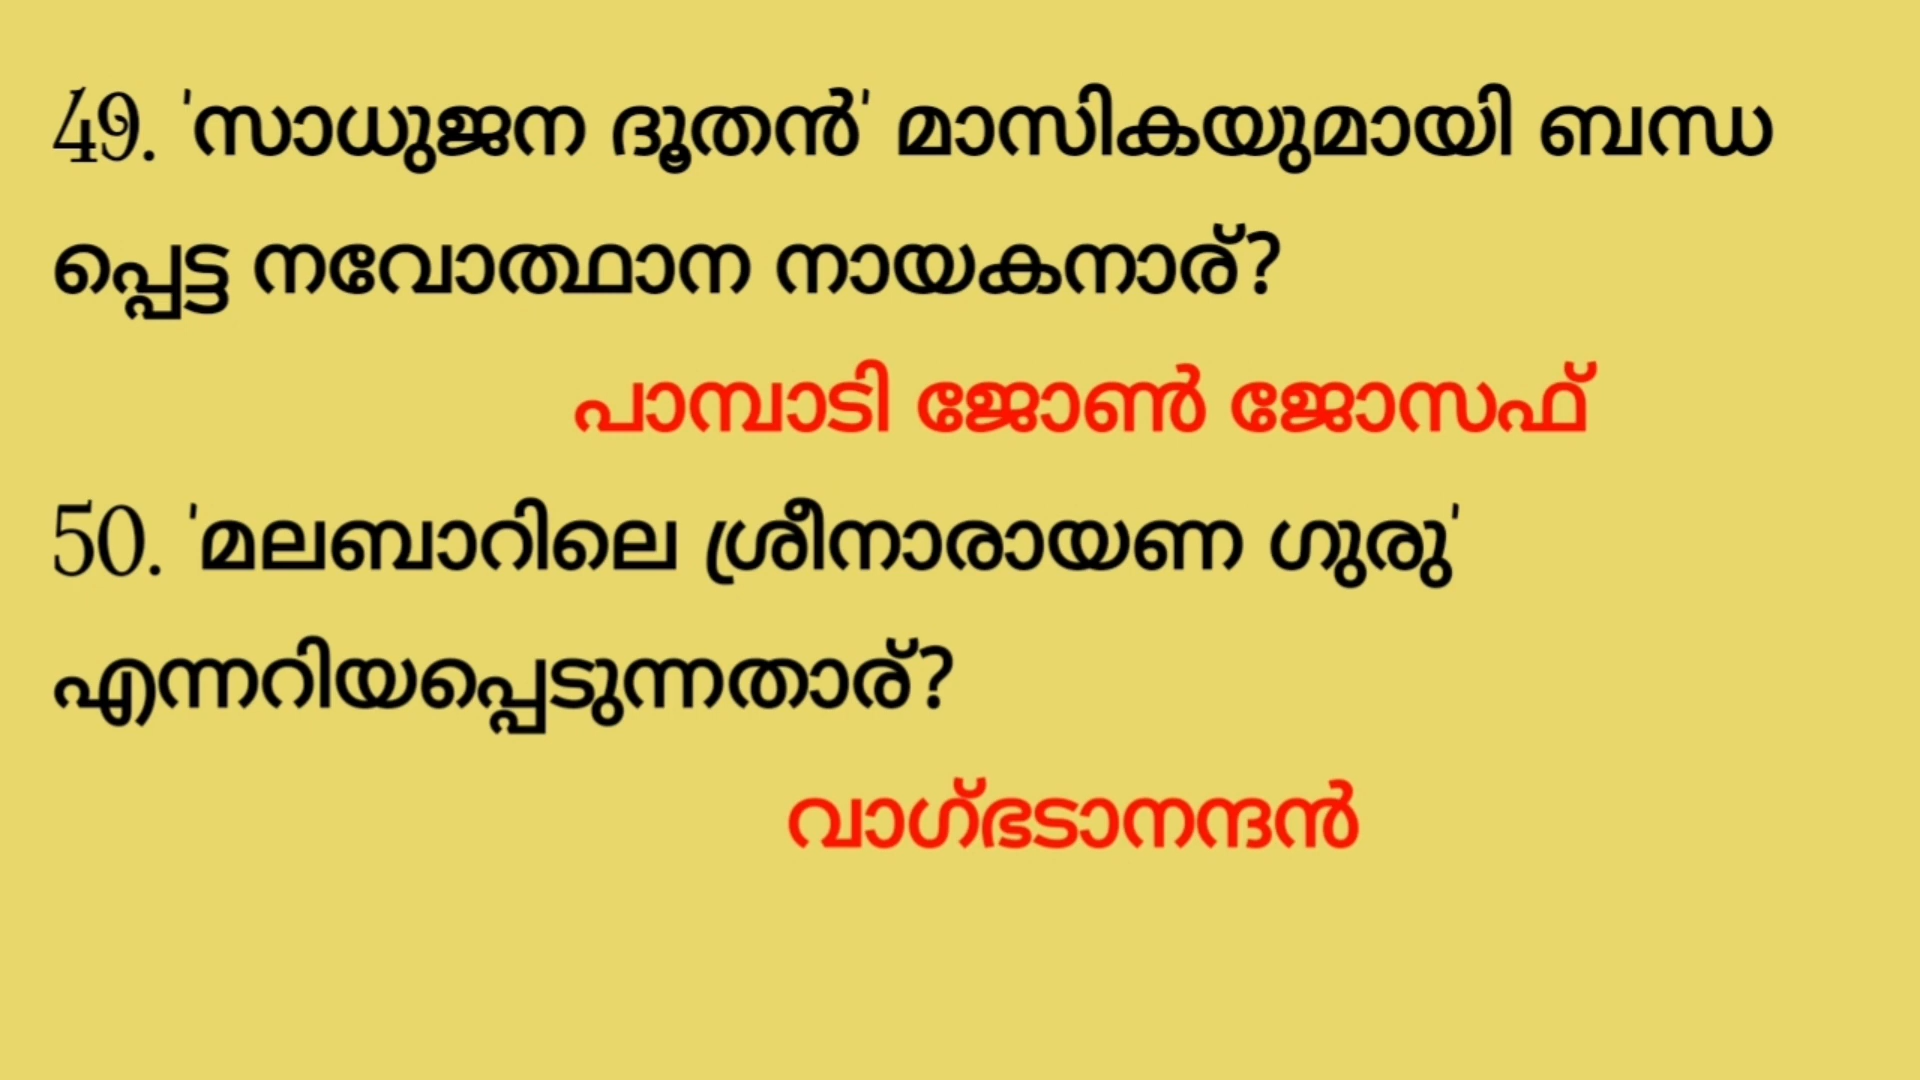 49. 'സാധുജന ദൂതൻ' മാസികയുമായി ബന്ധ
പ്പെട്ട നവോത്ഥാന നായകനാര്?
പാമ്പാടി ജോൺ ജോസഫ്
50. 'മലബാറിലെ ശ്രീനാരായണ ഗുരു'
എന്നറിയപ്പെടുന്നതാര്?
വാഗ്ഭടാനന്ദൻ